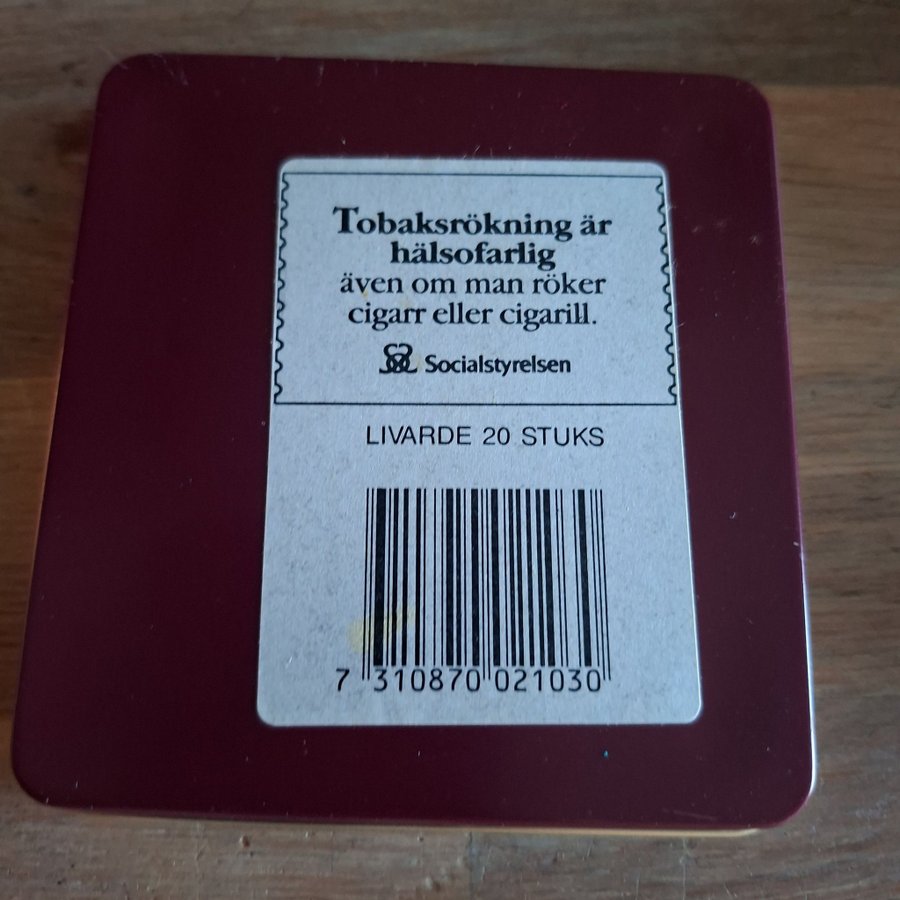 Tobaksrökning är
hälsofarlig
även om man röker
cigarr eller cigarill.
Socialstyrelsen
LIVARDE 20 STUKS
7 310870 021030